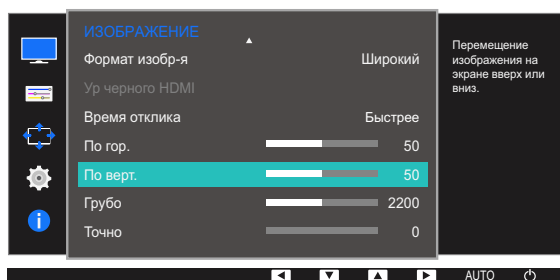 ИЗОБРАЖЕНИЕ
Формат изобр-я Широкий
Ур черного HDMI
Время отклика Быстрее
По гор. 50
По верт. 50
Грубо 2200
Точно 0
Перемещение
изображения на
экране вверх или
вниз.
AUTO